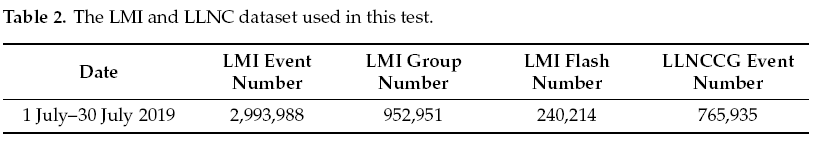 Table 2. The LMI and LLNC dataset used in this test.
Date LMI Event Number LMI Group Number LMI Flash Number LLNCCG Event Number
1 July–30 July 2019 2,993,988 952,951 240,214 765,935